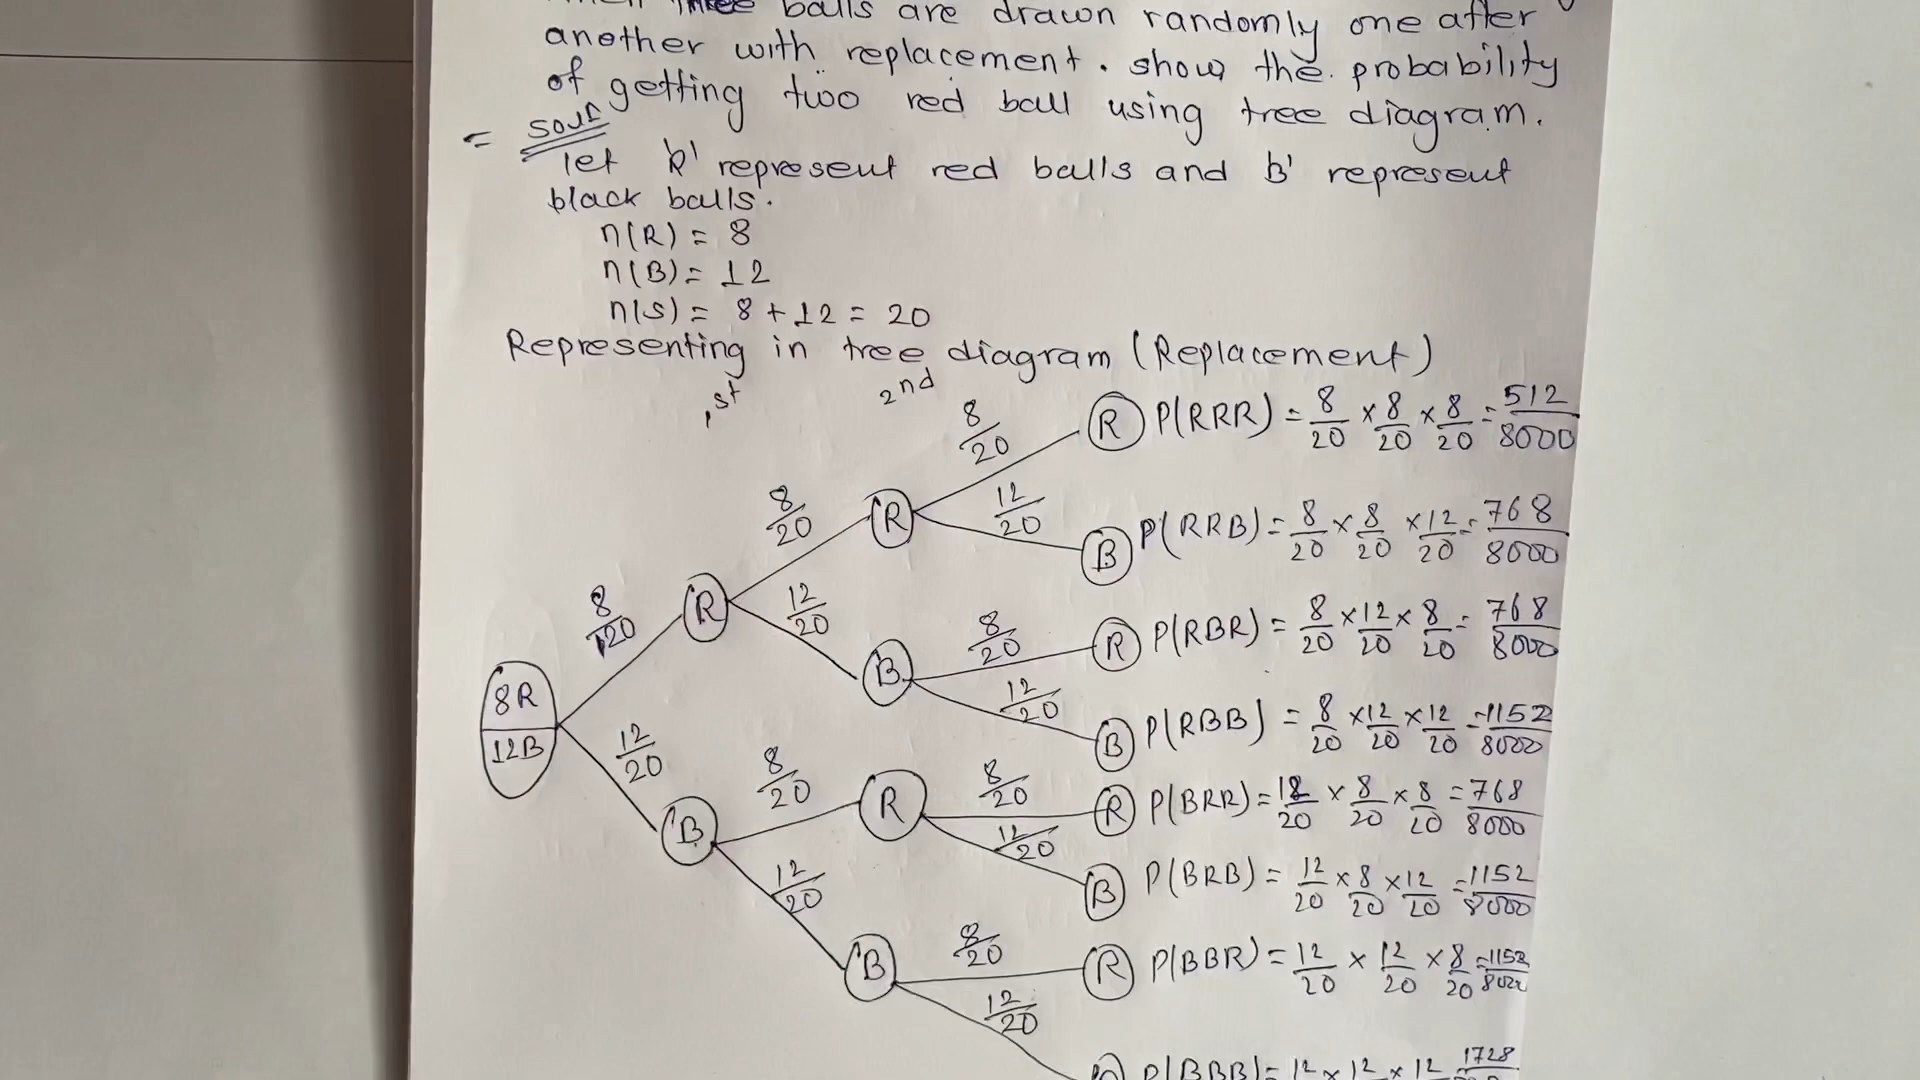 three balls are drawn randomly one after
another with replacement. show the probability
of getting two red ball using tree diagram.
= soln
let R' represent red balls and B' represent
black balls.
n(R) = 8
n(B) = 12
n(S) = 8 + 12 = 20
Representing in tree diagram (Replacement)
1st 2nd
8/20 R P(RRR) = 8/20 × 8/20 × 8/20 = 512/8000
8/20 R 12/20 B P(RRB) = 8/20 × 8/20 × 12/20 = 768/8000
8/20 R 12/20 B 8/20 R P(RBR) = 8/20 × 12/20 × 8/20 = 768/8000
12/20 B P(RBB) = 8/20 × 12/20 × 12/20 = 1152/8000
8R
12B
12/20 B 8/20 R 8/20 R P(BRR) = 12/20 × 8/20 × 8/20 = 768/8000
12/20 B P(BRB) = 12/20 × 8/20 × 12/20 = 1152/8000
12/20 B 8/20 R P(BBR) = 12/20 × 12/20 × 8/20 = 1152/8000
12/20 P(BBB) = 12 × 12 × 12 = 1728